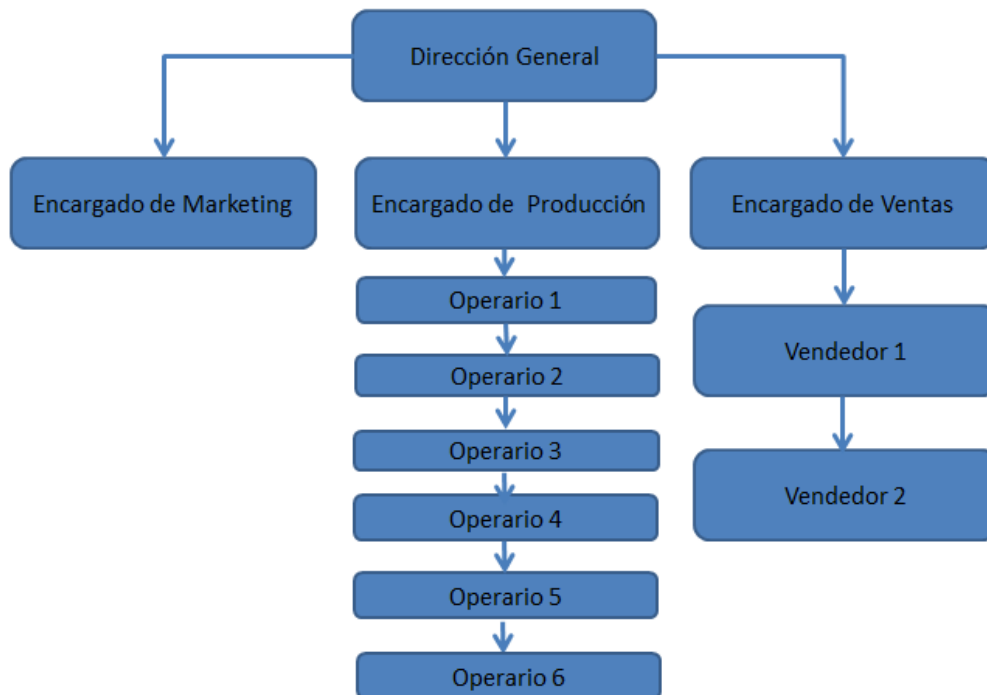 Dirección General
Encargado de Marketing
Encargado de Producción
Encargado de Ventas
Operario 1
Operario 2
Operario 3
Operario 4
Operario 5
Operario 6
Vendedor 1
Vendedor 2